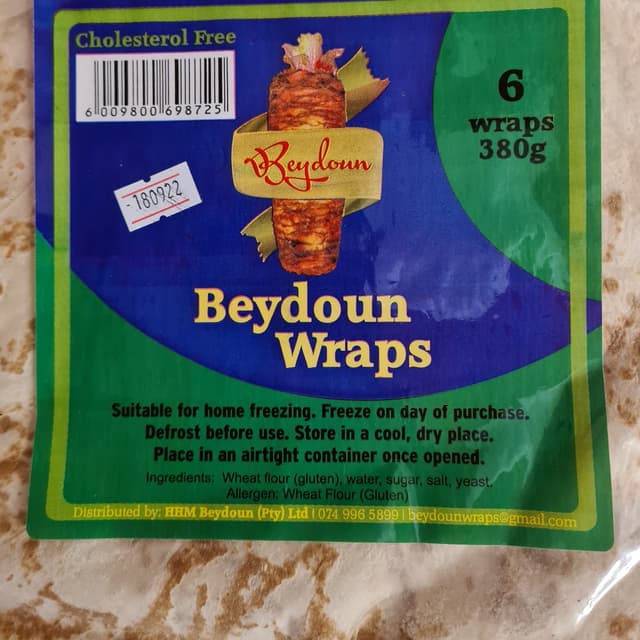 Cholesterol Free
6 009800 698725
180922
Beydoun
6
wraps
380g
Beydoun
Wraps
Suitable for home freezing. Freeze on day of purchase.
Defrost before use. Store in a cool, dry place.
Place in an airtight container once opened.
Ingredients: Wheat flour (gluten), water, sugar, salt, yeast.
Allergen: Wheat Flour (Gluten)
Distributed by: HHM Beydoun (Pty) Ltd | 074 996 5899 | beydounwraps@gmail.com